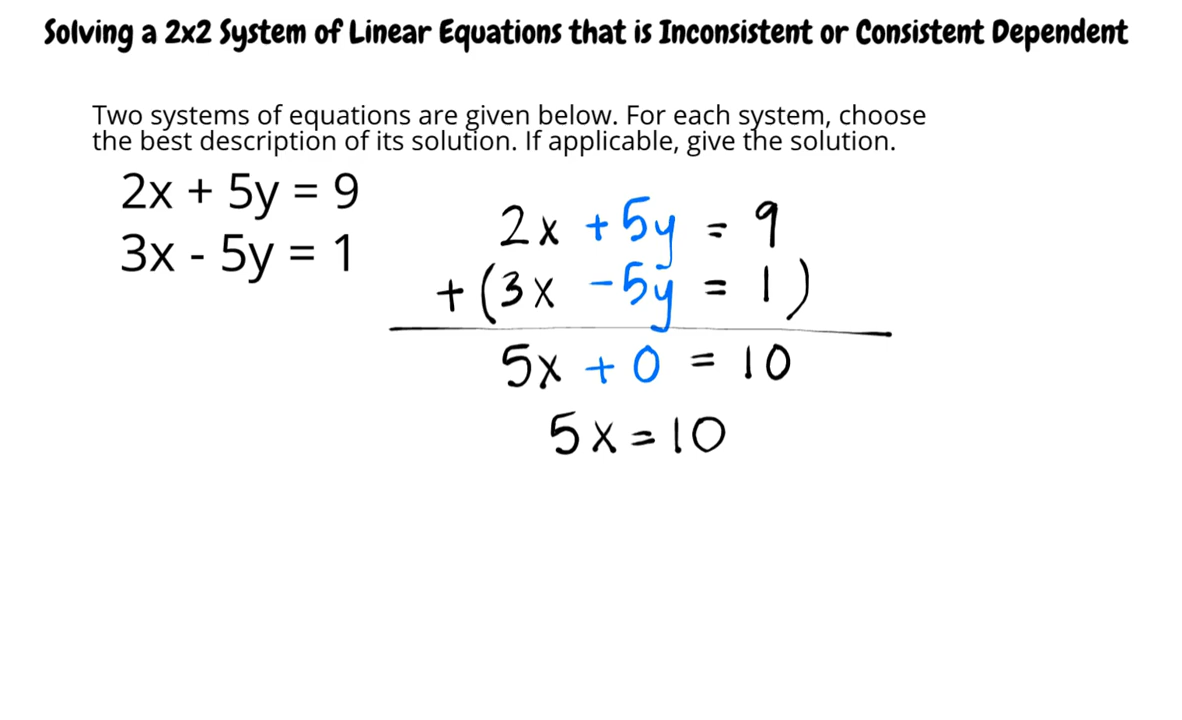 Solving a 2x2 System of Linear Equations that is Inconsistent or Consistent Dependent
Two systems of equations are given below. For each system, choose
the best description of its solution. If applicable, give the solution.
2x + 5y = 9
3x - 5y = 1
2x +5y = 9
+(3x -5y = 1)
5x + 0 = 10
5x=10